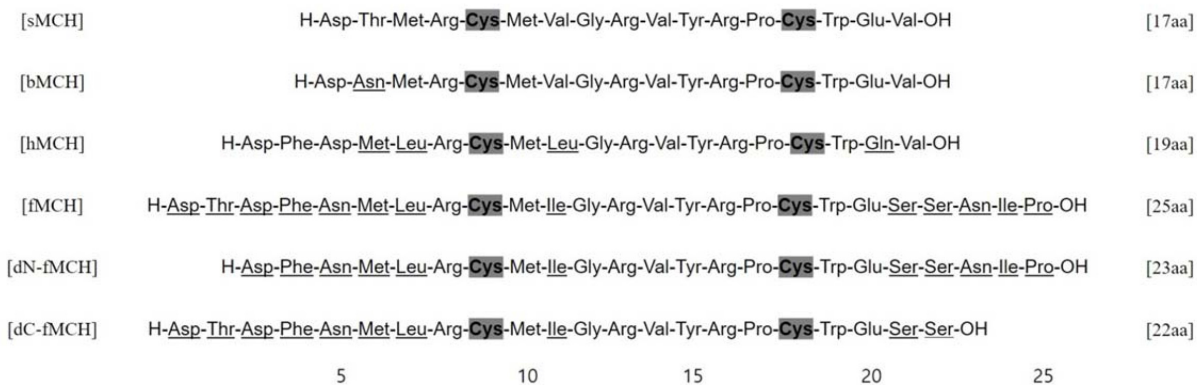 [sMCH] H-Asp-Thr-Met-Arg-Cys-Met-Val-Gly-Arg-Val-Tyr-Arg-Pro-Cys-Trp-Glu-Val-OH [17aa]
[bMCH] H-Asp-Asn-Met-Arg-Cys-Met-Val-Gly-Arg-Val-Tyr-Arg-Pro-Cys-Trp-Glu-Val-OH [17aa]
[hMCH] H-Asp-Phe-Asp-Met-Leu-Arg-Cys-Met-Leu-Gly-Arg-Val-Tyr-Arg-Pro-Cys-Trp-Gln-Val-OH [19aa]
[fMCH] H-Asp-Thr-Asp-Phe-Asn-Met-Leu-Arg-Cys-Met-Ile-Gly-Arg-Val-Tyr-Arg-Pro-Cys-Trp-Glu-Ser-Ser-Asn-Ile-Pro-OH [25aa]
[dN-fMCH] H-Asp-Phe-Asn-Met-Leu-Arg-Cys-Met-Ile-Gly-Arg-Val-Tyr-Arg-Pro-Cys-Trp-Glu-Ser-Ser-Asn-Ile-Pro-OH [23aa]
[dC-fMCH] H-Asp-Thr-Asp-Phe-Asn-Met-Leu-Arg-Cys-Met-Ile-Gly-Arg-Val-Tyr-Arg-Pro-Cys-Trp-Glu-Ser-Ser-OH [22aa]
5 10 15 20 25